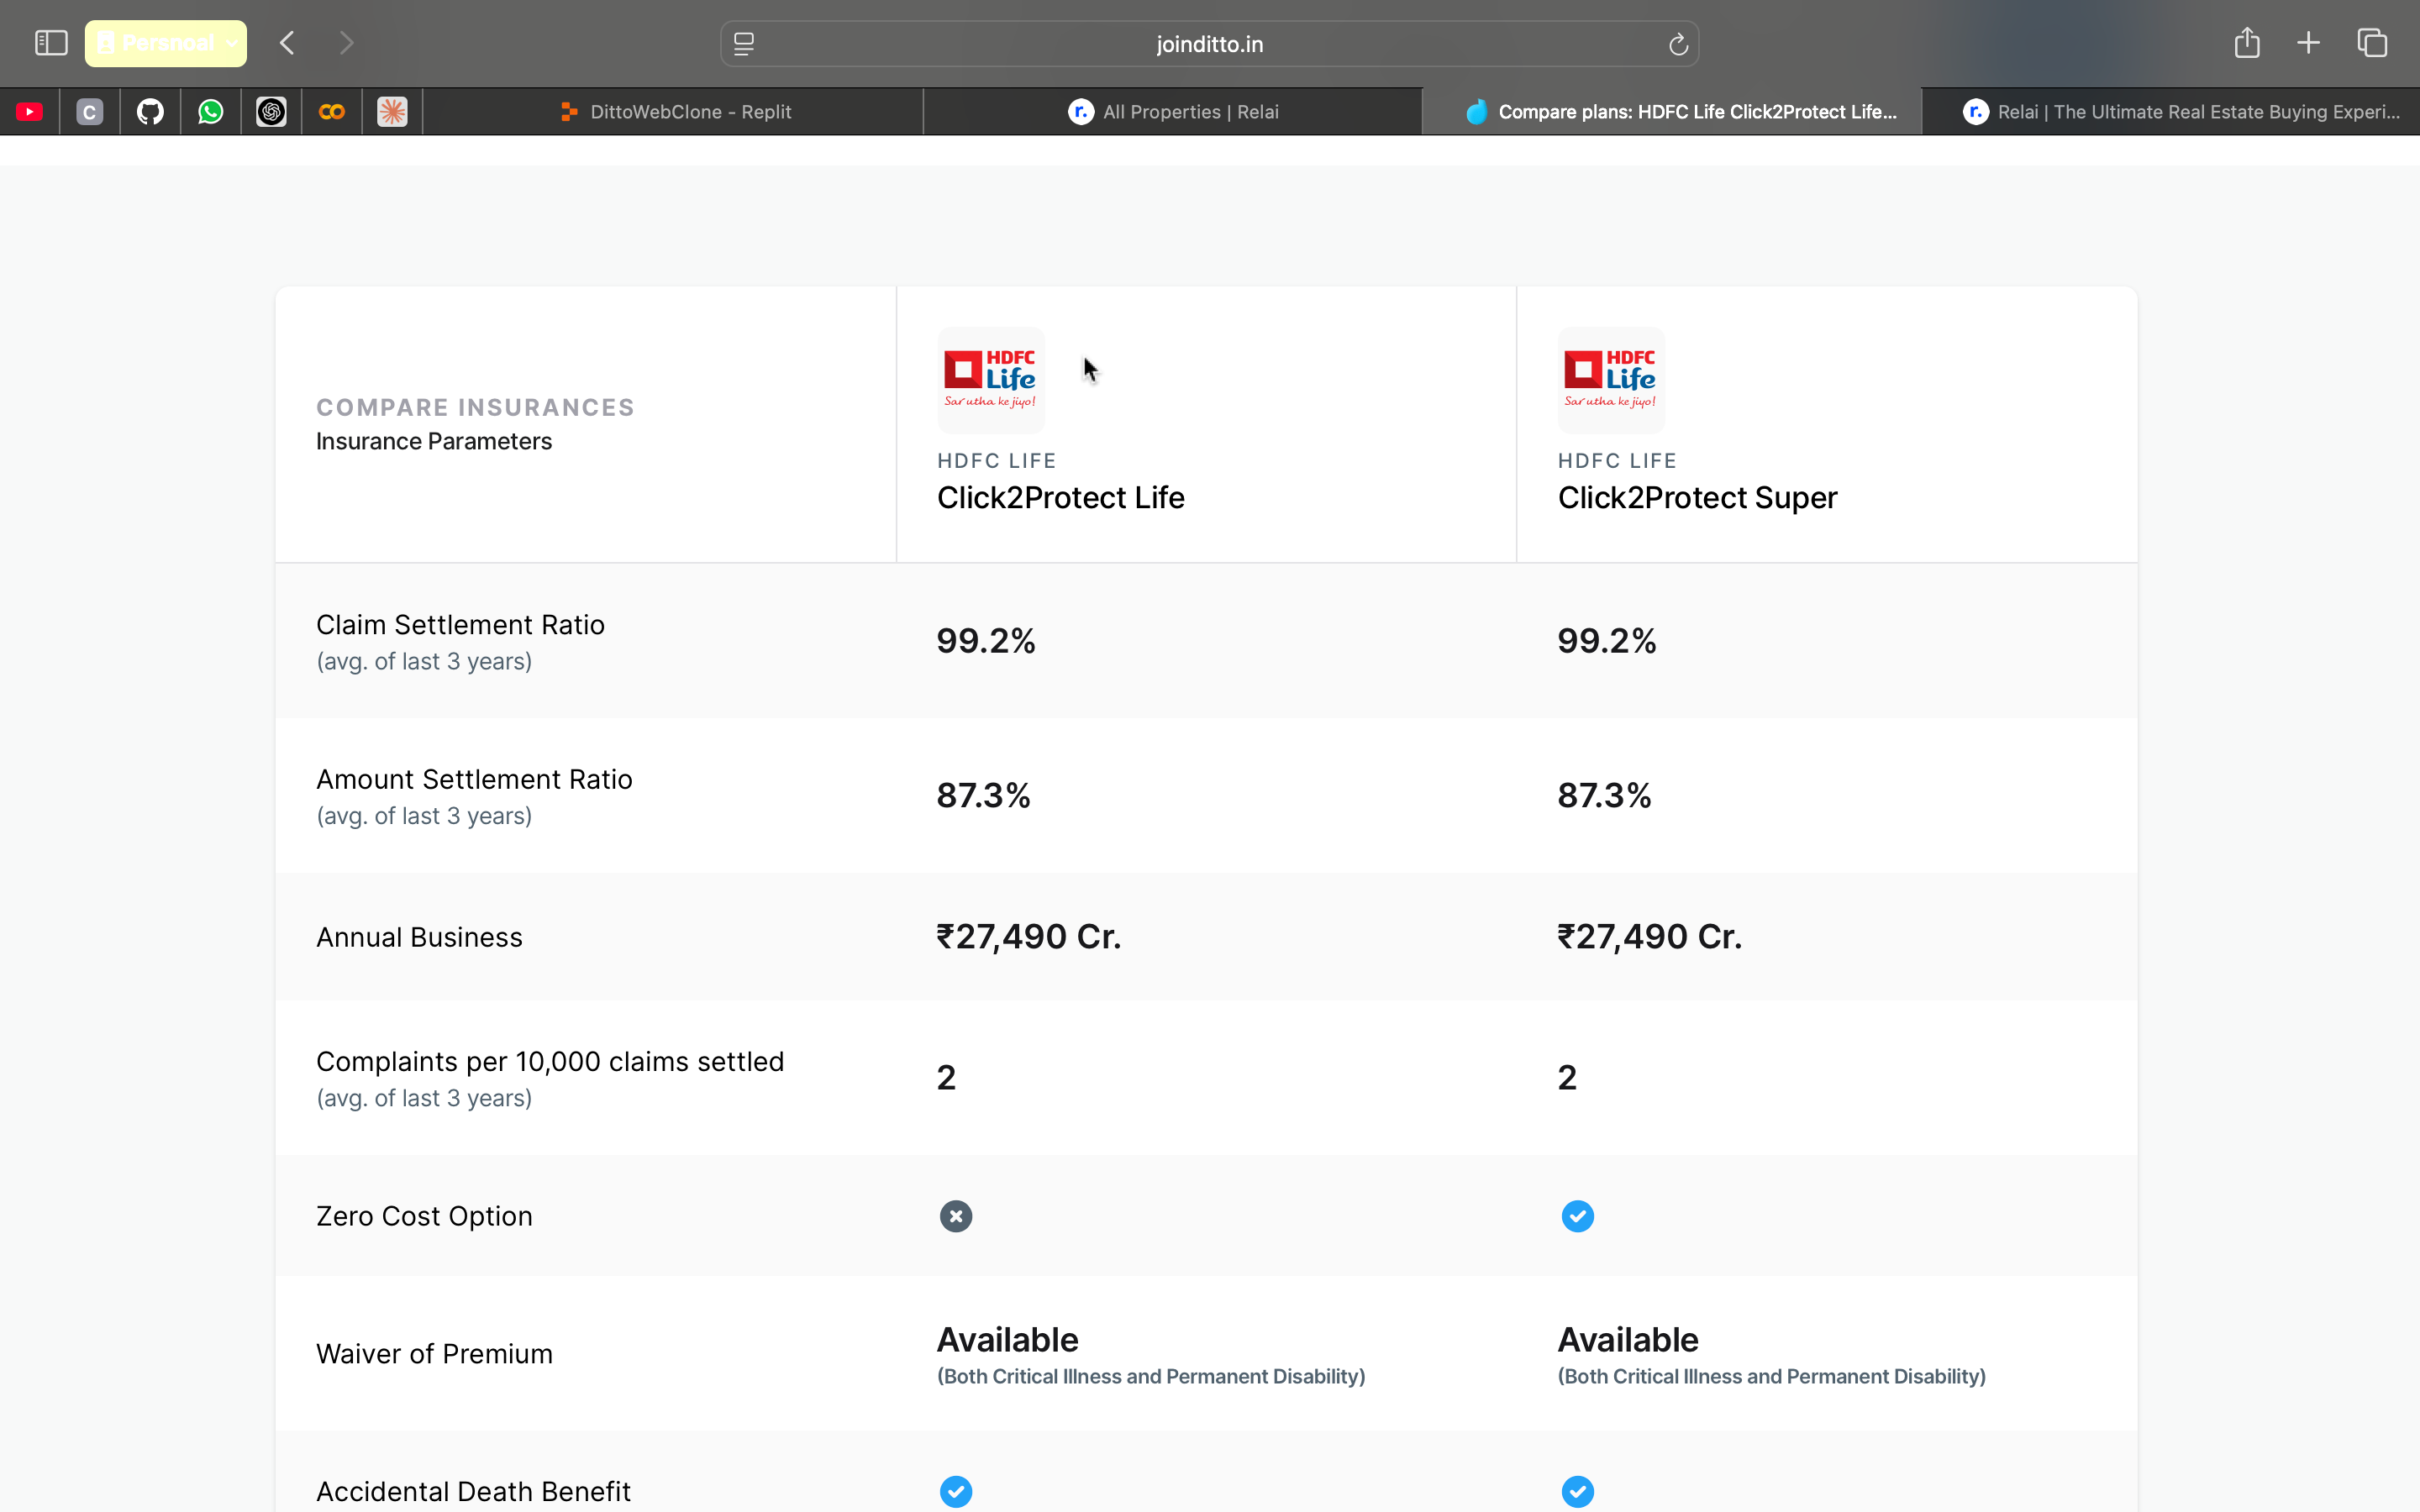 Persnoal
joinditto.in
C
DittoWebClone - Replit
r. All Properties | Relai
Compare plans: HDFC Life Click2Protect Life...
r. Relai | The Ultimate Real Estate Buying Experi...
COMPARE INSURANCES
Insurance Parameters
HDFC
Life
Sar utha ke jiyo!
HDFC LIFE
Click2Protect Life
HDFC
Life
Sar utha ke jiyo!
HDFC LIFE
Click2Protect Super
Claim Settlement Ratio
(avg. of last 3 years)
99.2%
99.2%
Amount Settlement Ratio
(avg. of last 3 years)
87.3%
87.3%
Annual Business
₹27,490 Cr.
₹27,490 Cr.
Complaints per 10,000 claims settled
(avg. of last 3 years)
2
2
Zero Cost Option
Waiver of Premium
Available
(Both Critical Illness and Permanent Disability)
Available
(Both Critical Illness and Permanent Disability)
Accidental Death Benefit